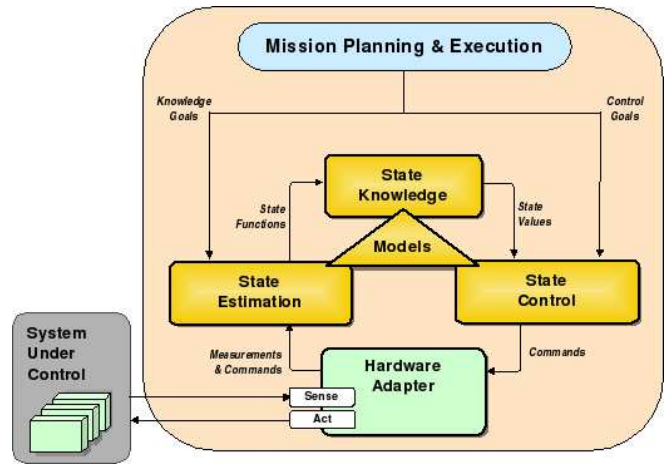 Mission Planning & Execution
Knowledge
Goals
Control
Goals
State
Knowledge
State
Functions
State
Values
Models
State
Estimation
State
Control
System
Under
Control
Measurements
& Commands
Hardware
Adapter
Commands
Sense
Act